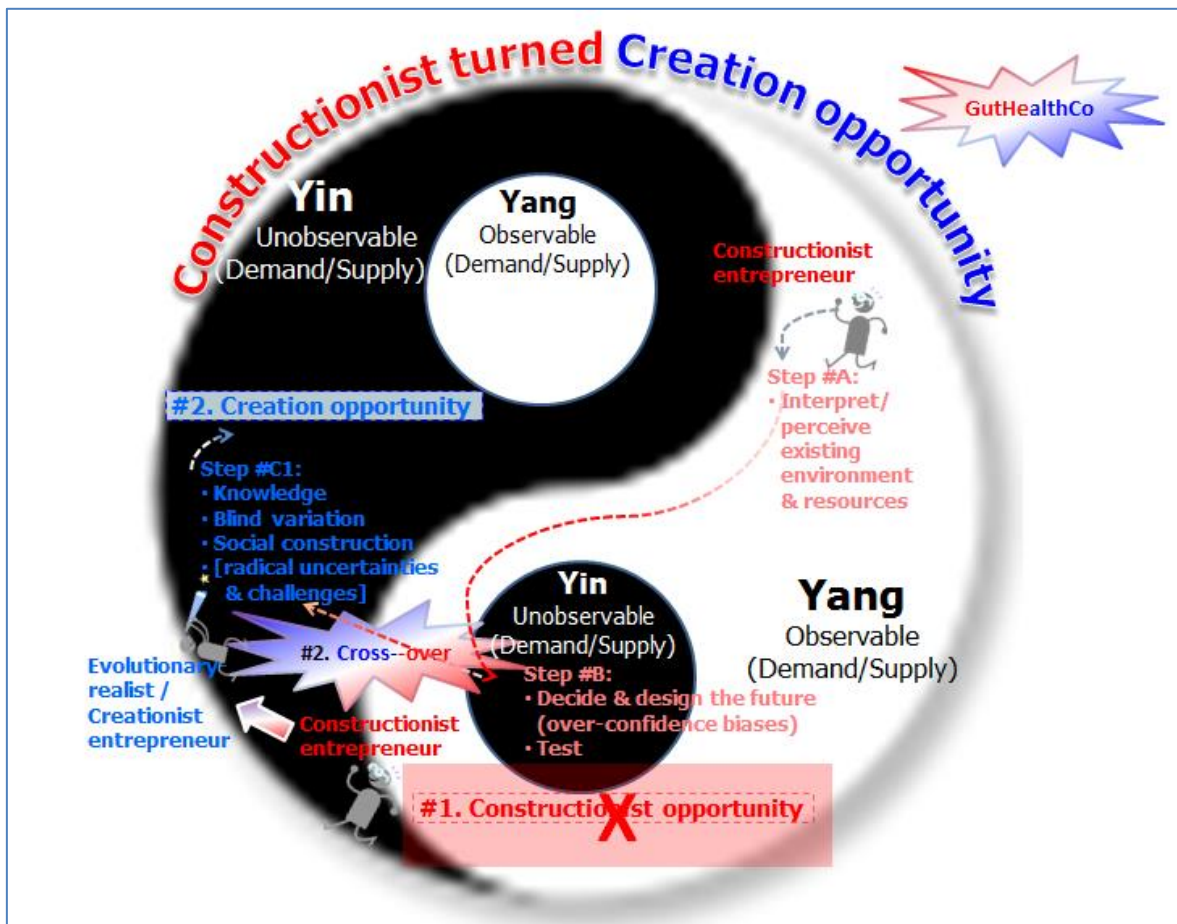 Constructionist turned Creation opportunity
GutHealthCo
Yin
Unobservable
(Demand/Supply)
Yang
Observable
(Demand/Supply)
Constructionist
entrepreneur
Step #A:
· Interpret/
perceive
existing
environment
& resources
#2. Creation opportunity
Step #C1:
· Knowledge
· Blind variation
· Social construction
· [radical uncertainties
& challenges]
Yin
Unobservable
(Demand/Supply)
Step #B:
· Decide & design the future
(over-confidence biases)
· Test
Yang
Observable
(Demand/Supply)
#2. Cross--over
Evolutionary-
realist /
Creationist
entrepreneur
Constructionist
entrepreneur
#1. Constructionist opportunity
X